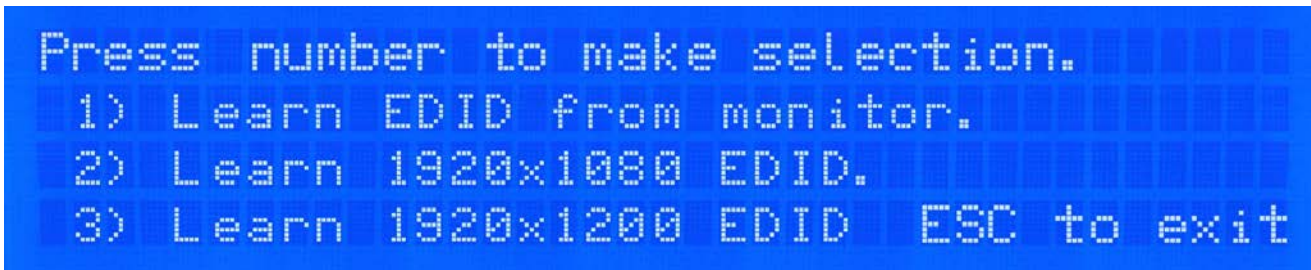 Press number to make selection.
1) Learn EDID from monitor.
2) Learn 1920x1080 EDID.
3) Learn 1920x1200 EDID ESC to exit